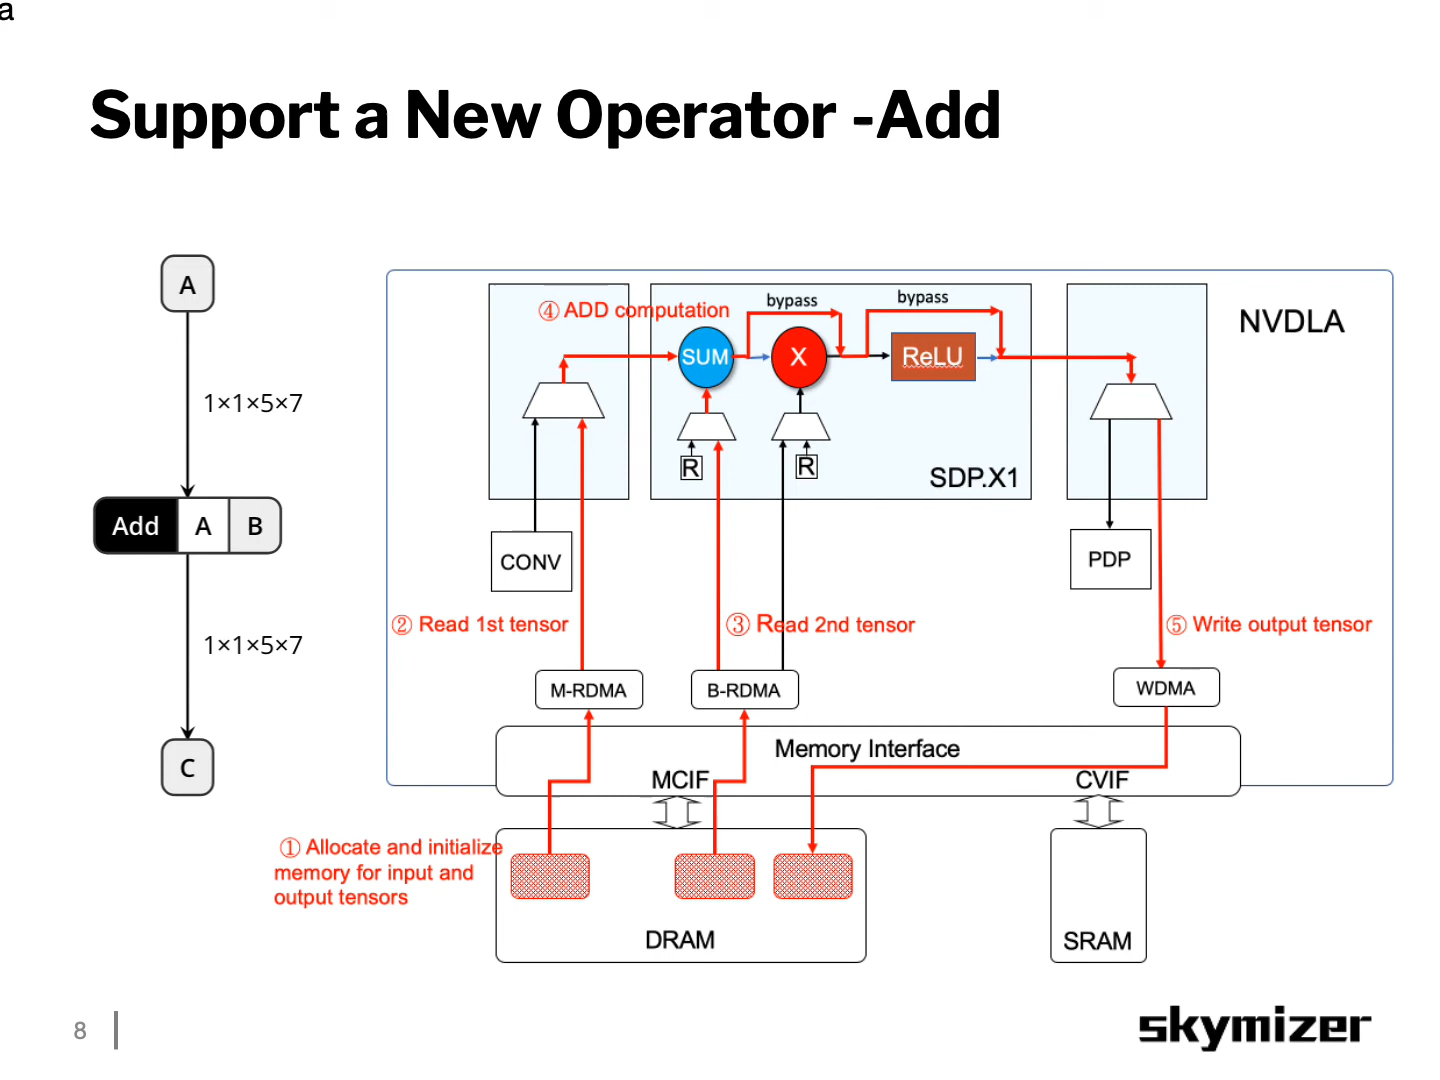 a
Support a New Operator -Add
A
1×1×5×7
Add A B
1×1×5×7
C
NVDLA
④ ADD computation
bypass
bypass
SUM
X
ReLU
R
R
SDP.X1
CONV
PDP
② Read 1st tensor
③ Read 2nd tensor
⑤ Write output tensor
M-RDMA
B-RDMA
WDMA
Memory Interface
MCIF
CVIF
① Allocate and initialize
memory for input and
output tensors
DRAM
SRAM
8
skymizer